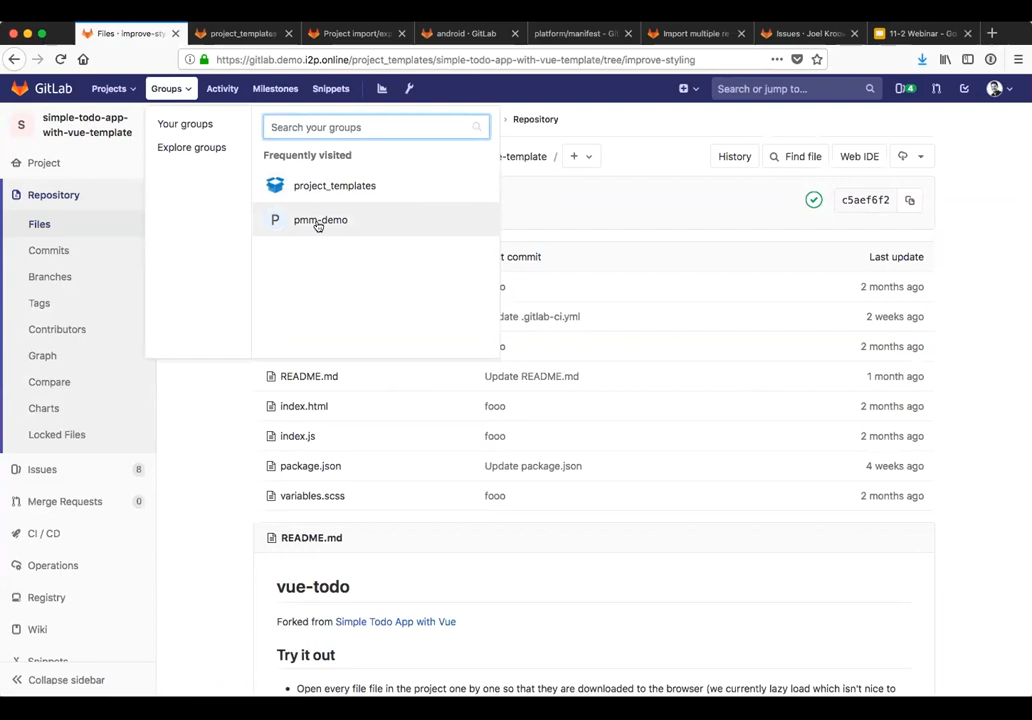 Files · improve-sty
project_templates
Project import/exp
android · GitLab
platform/manifest · Git
Import multiple re
Issues · Joel Kroo
11-2 Webinar - Go
https://gitlab.demo.i2p.online/project_templates/simple-todo-app-with-vue-template/tree/improve-styling
GitLab
Projects
Groups
Activity
Milestones
Snippets
Search or jump to...
4
S
simple-todo-app-
with-vue-template
Project
Repository
Files
Commits
Branches
Tags
Contributors
Graph
Compare
Charts
Locked Files
Issues 8
Merge Requests 0
CI / CD
Operations
Registry
Wiki
Snippets
Collapse sidebar
Your groups
Explore groups
Search your groups
Frequently visited
project_templates
P pmm-demo
Repository
e-template /
History
Find file
Web IDE
c5aef6f2
t commit
Last update
o 2 months ago
date .gitlab-ci.yml 2 weeks ago
o 2 months ago
README.md Update README.md 1 month ago
index.html fooo 2 months ago
index.js fooo 2 months ago
package.json Update package.json 4 weeks ago
variables.scss fooo 2 months ago
README.md
vue-todo
Forked from Simple Todo App with Vue
Try it out
• Open every file file in the project one by one so that they are downloaded to the browser (we currently lazy load which isn't nice to